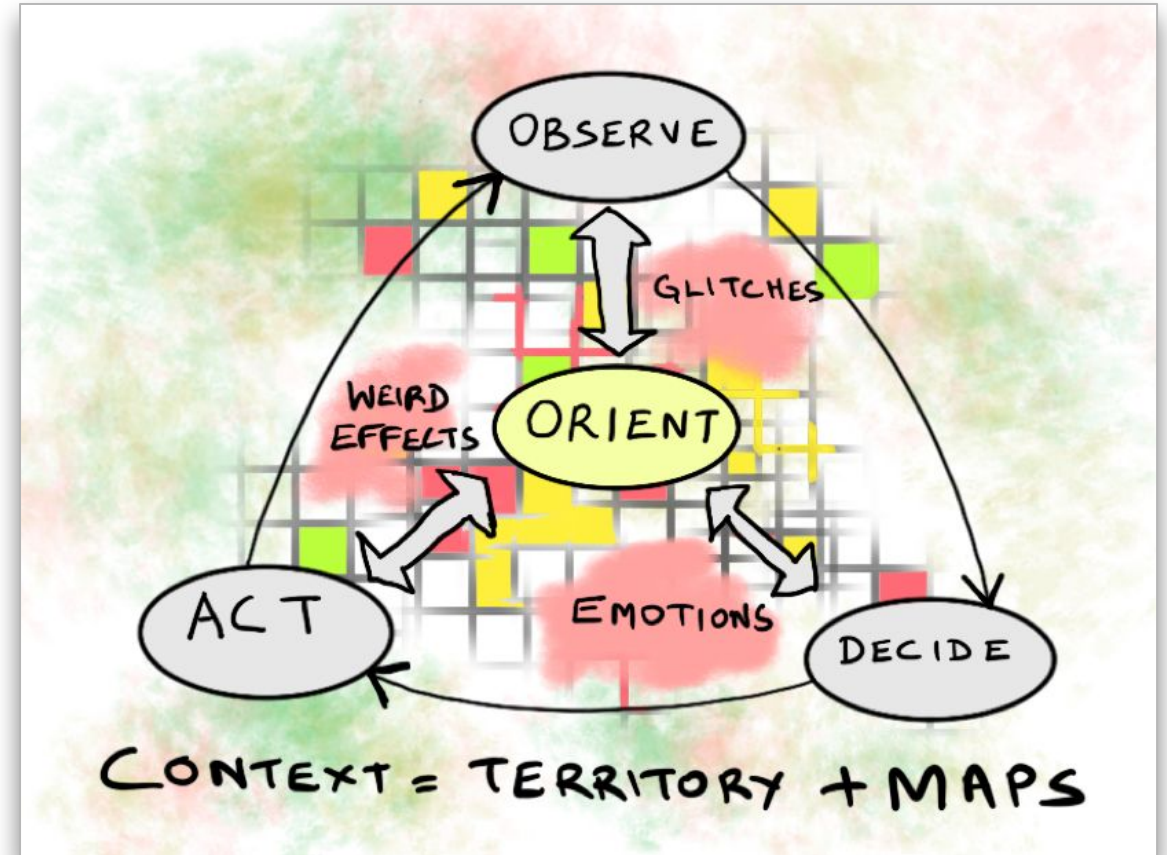 OBSERVE
GLITCHES
WEIRD
EFFECTS
ORIENT
ACT
EMOTIONS
DECIDE
CONTEXT = TERRITORY + MAPS